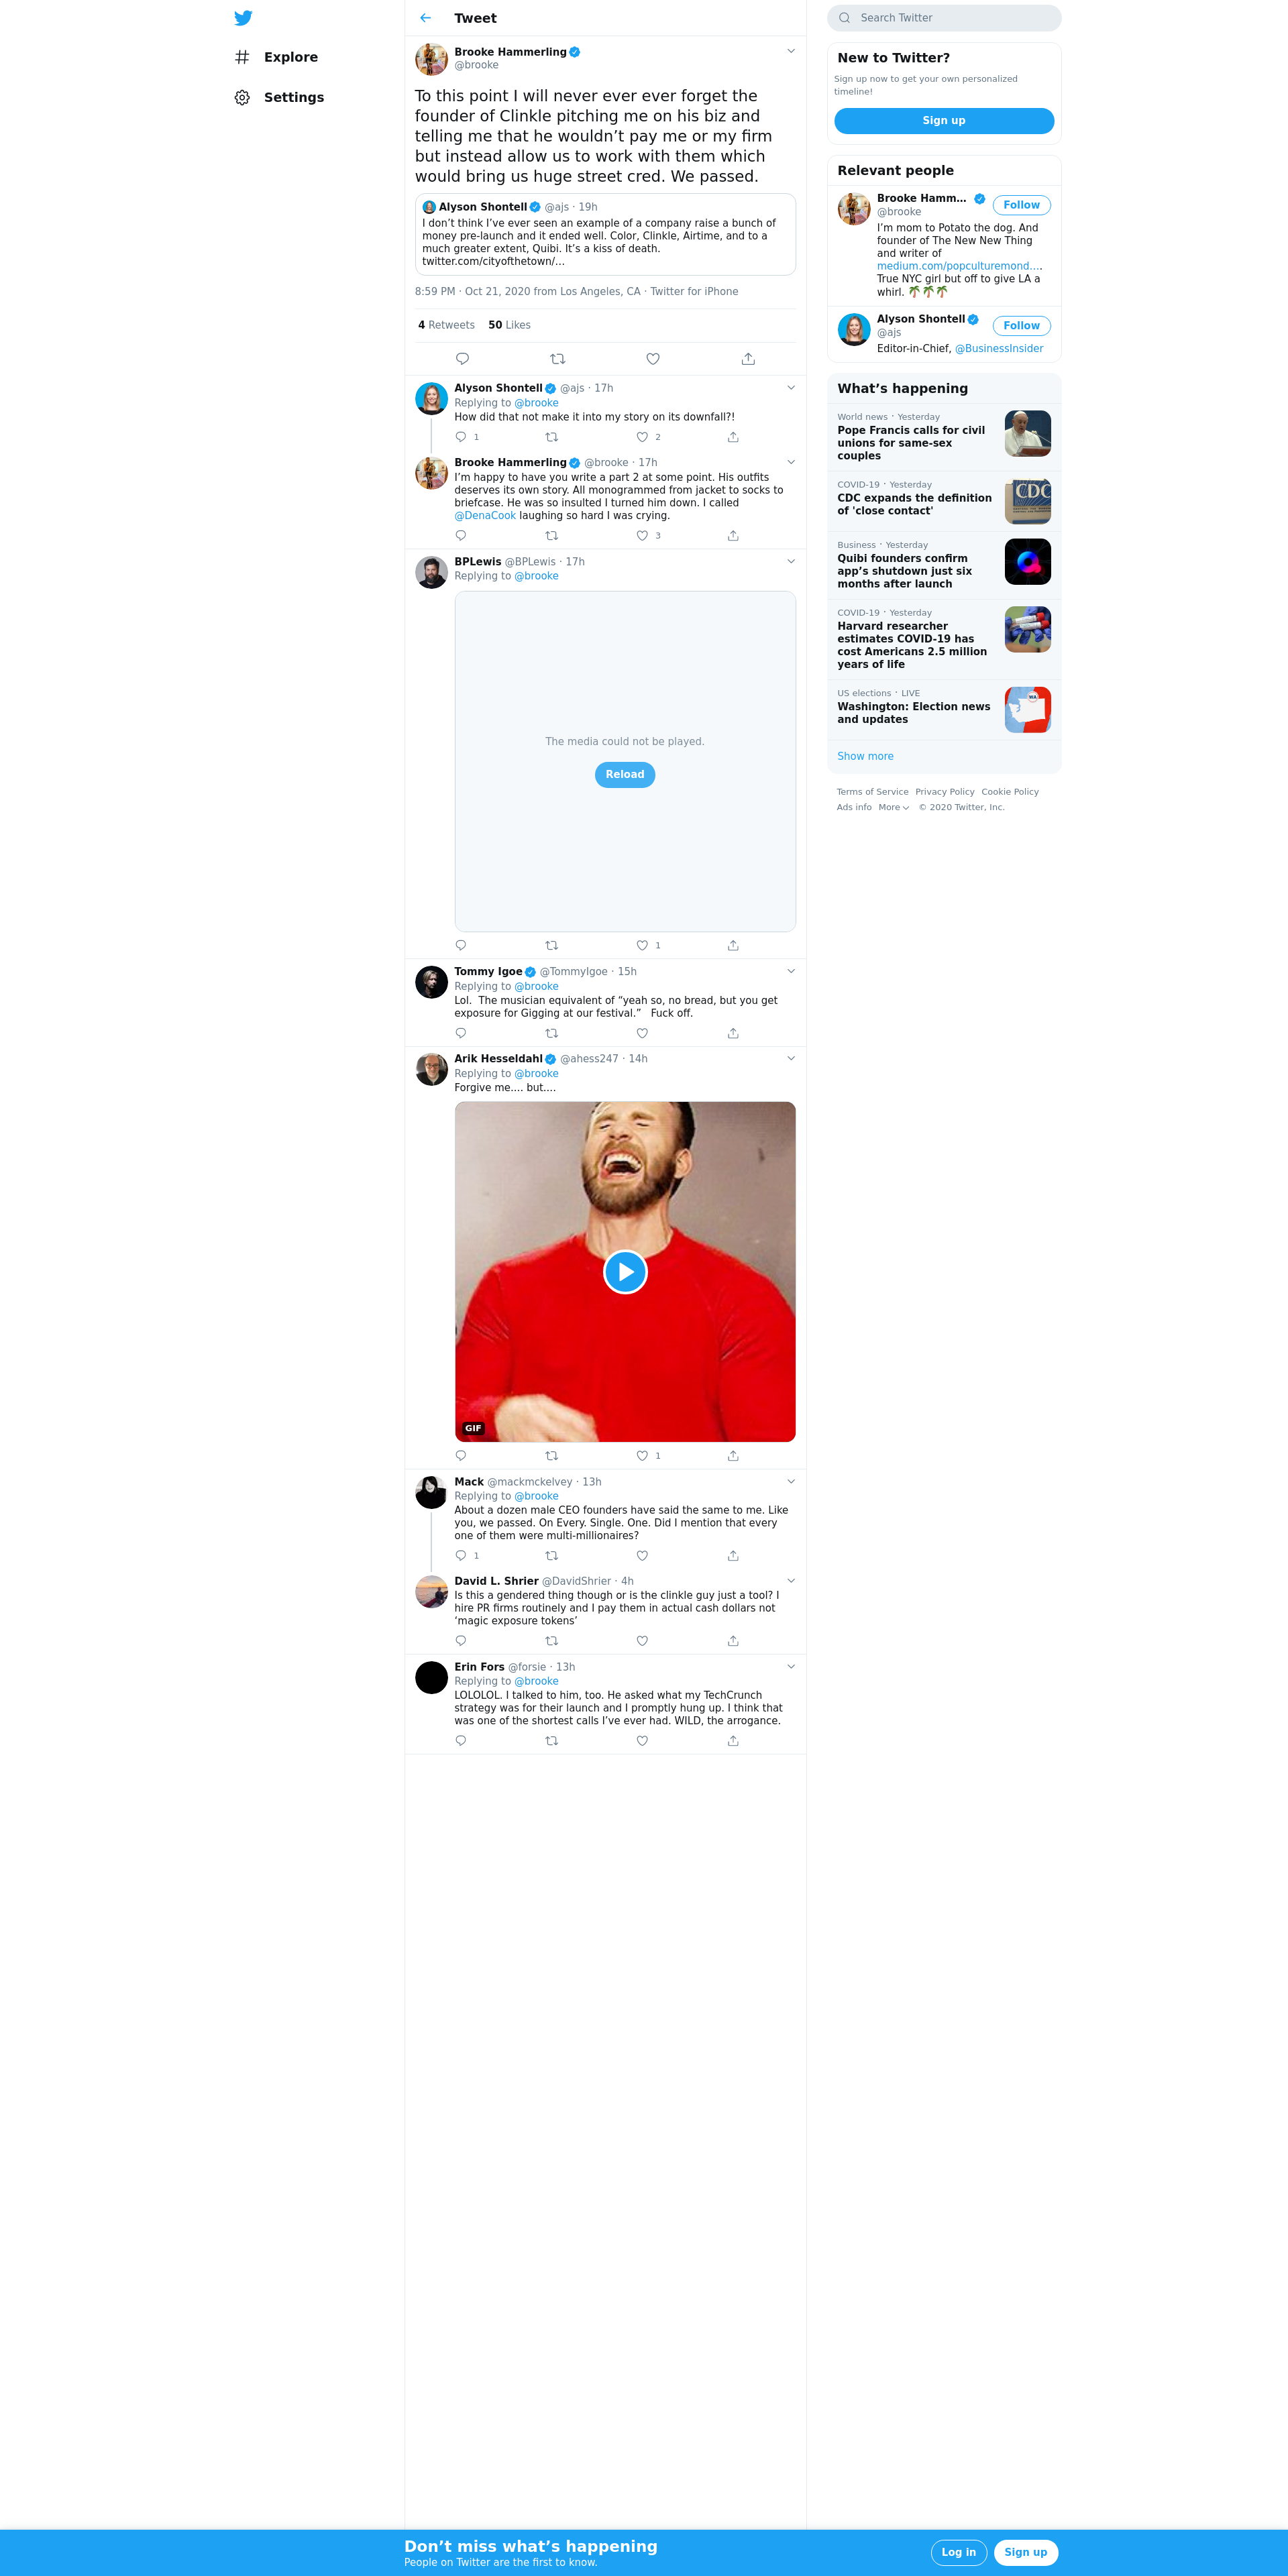 Explore
Settings
Tweet
Brooke Hammerling
@brooke
To this point I will never ever ever forget the
founder of Clinkle pitching me on his biz and
telling me that he wouldn’t pay me or my firm
but instead allow us to work with them which
would bring us huge street cred. We passed.
Alyson Shontell @ajs · 19h
I don’t think I’ve ever seen an example of a company raise a bunch of
money pre-launch and it ended well. Color, Clinkle, Airtime, and to a
much greater extent, Quibi. It’s a kiss of death.
twitter.com/cityofthetown/…
8:59 PM · Oct 21, 2020 from Los Angeles, CA · Twitter for iPhone
4 Retweets 50 Likes
Alyson Shontell @ajs · 17h
Replying to @brooke
How did that not make it into my story on its downfall?!
1 2
Brooke Hammerling @brooke · 17h
I’m happy to have you write a part 2 at some point. His outfits
deserves its own story. All monogrammed from jacket to socks to
briefcase. He was so insulted I turned him down. I called
@DenaCook laughing so hard I was crying.
3
BPLewis @BPLewis · 17h
Replying to @brooke
The media could not be played.
Reload
1
Tommy Igoe @TommyIgoe · 15h
Replying to @brooke
Lol.  The musician equivalent of “yeah so, no bread, but you get
exposure for Gigging at our festival.”   Fuck off.
Arik Hesseldahl @ahess247 · 14h
Replying to @brooke
Forgive me.... but....
GIF
1
Mack @mackmckelvey · 13h
Replying to @brooke
About a dozen male CEO founders have said the same to me. Like
you, we passed. On Every. Single. One. Did I mention that every
one of them were multi-millionaires?
1
David L. Shrier @DavidShrier · 4h
Is this a gendered thing though or is the clinkle guy just a tool? I
hire PR firms routinely and I pay them in actual cash dollars not
‘magic exposure tokens’
Erin Fors @forsie · 13h
Replying to @brooke
LOLOLOL. I talked to him, too. He asked what my TechCrunch
strategy was for their launch and I promptly hung up. I think that
was one of the shortest calls I’ve ever had. WILD, the arrogance.
Search Twitter
New to Twitter?
Sign up now to get your own personalized
timeline!
Sign up
Relevant people
Brooke Hamm…
@brooke
Follow
I’m mom to Potato the dog. And
founder of The New New Thing
and writer of
medium.com/popculturemond….
True NYC girl but off to give LA a
whirl. 🌴🌴🌴
Alyson Shontell
@ajs
Follow
Editor-in-Chief, @BusinessInsider
What’s happening
World news · Yesterday
Pope Francis calls for civil
unions for same-sex
couples
COVID-19 · Yesterday
CDC expands the definition
of 'close contact'
CDC
Business · Yesterday
Quibi founders confirm
app’s shutdown just six
months after launch
COVID-19 · Yesterday
Harvard researcher
estimates COVID-19 has
cost Americans 2.5 million
years of life
US elections · LIVE
Washington: Election news
and updates
WA
Show more
Terms of Service Privacy Policy Cookie Policy
Ads info More © 2020 Twitter, Inc.
Don’t miss what’s happening
People on Twitter are the first to know.
Log in
Sign up